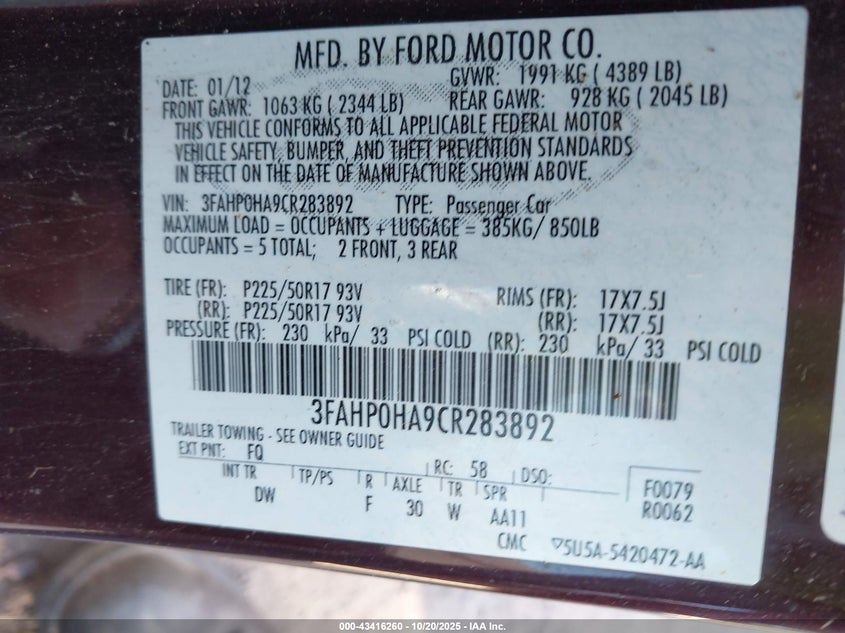 MFD. BY FORD MOTOR CO.
DATE: 01/12 GVWR: 1991 KG ( 4389 LB)
FRONT GAWR: 1063 KG ( 2344 LB) REAR GAWR: 928 KG ( 2045 LB)
THIS VEHICLE CONFORMS TO ALL APPLICABLE FEDERAL MOTOR
VEHICLE SAFETY, BUMPER, AND THEFT PREVENTION STANDARDS
IN EFFECT ON THE DATE OF MANUFACTURE SHOWN ABOVE.
VIN: 3FAHP0HA9CR283892 TYPE: Passenger Car
MAXIMUM LOAD = OCCUPANTS + LUGGAGE = 385KG/ 850LB
OCCUPANTS = 5 TOTAL; 2 FRONT, 3 REAR
TIRE (FR): P225/50R17 93V RIMS (FR): 17X7.5J
(RR): P225/50R17 93V (RR): 17X7.5J
PRESSURE (FR): 230 kPa/ 33 PSI COLD (RR): 230 kPa/ 33 PSI COLD
3FAHP0HA9CR283892
TRAILER TOWING - SEE OWNER GUIDE
EXT PNT: FQ RC: 58 DSO: F0079
INT TR TP/PS R AXLE TR SPR R0062
DW F 30 W AA11
CMC 5U5A-5420472-AA
000-43416260 - 10/20/2025 - IAA Inc.